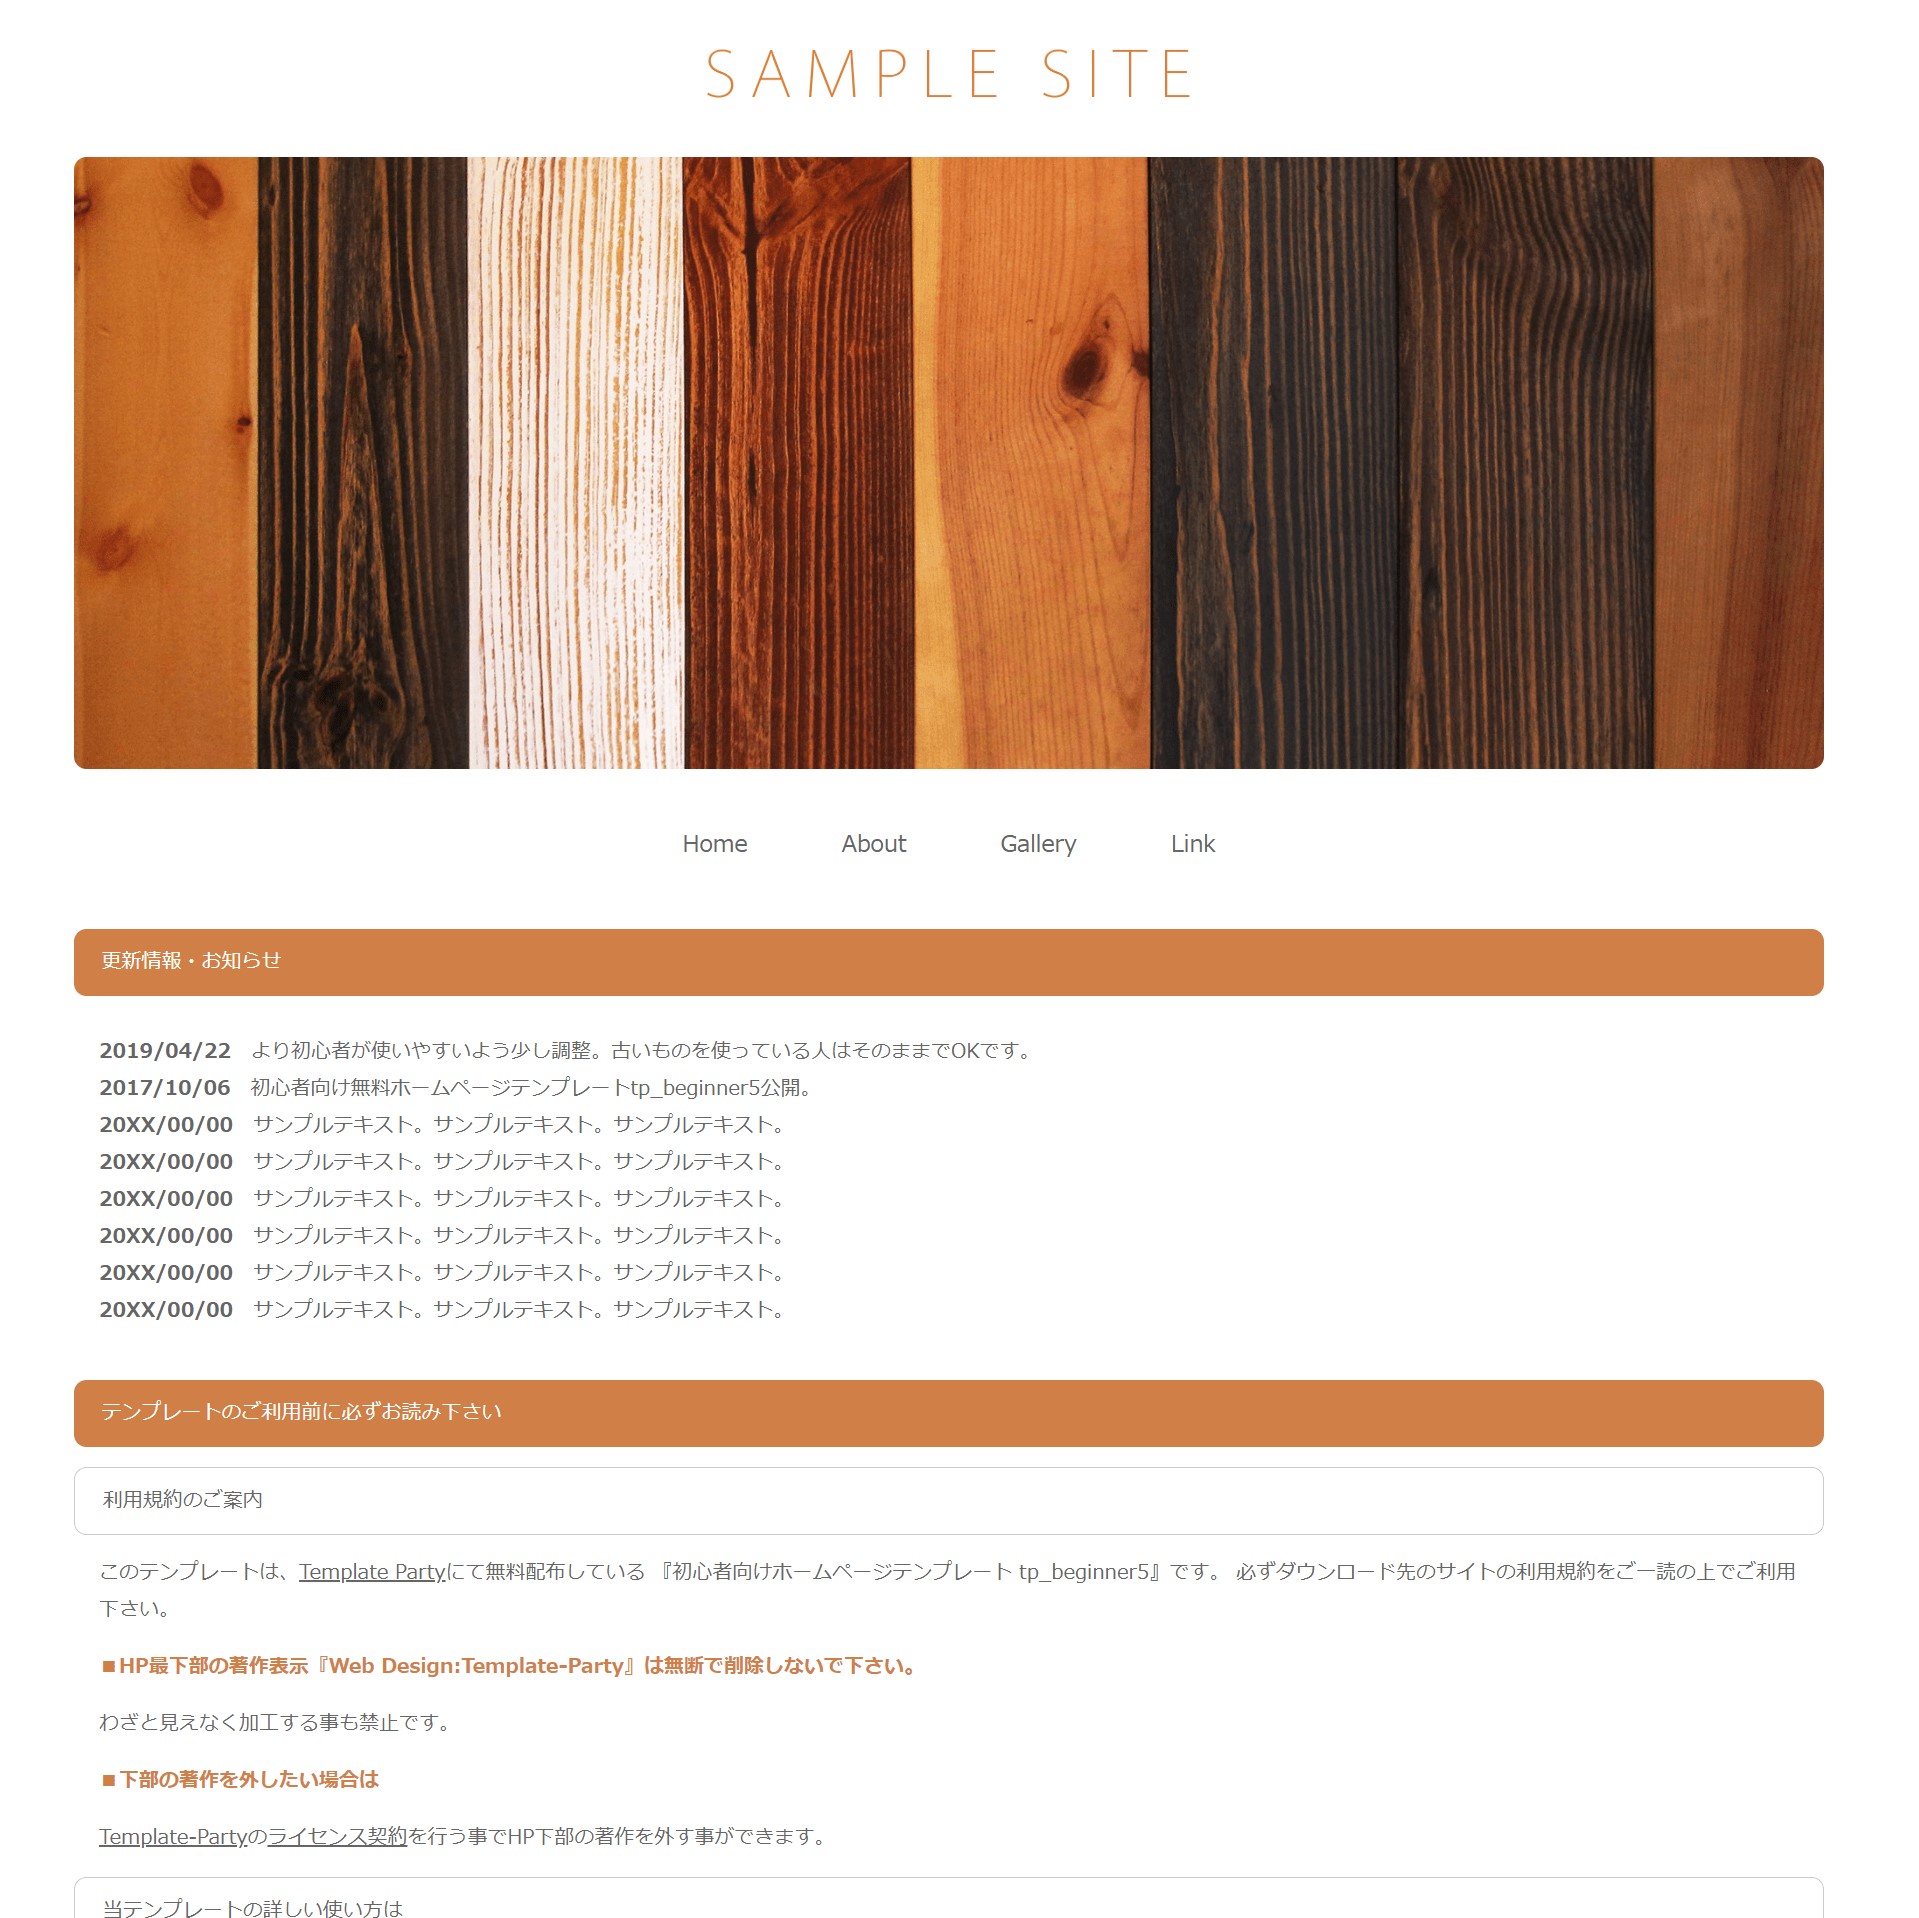 SAMPLE SITE
Home About Gallery Link
更新情報・お知らせ
2019/04/22 より初心者が使いやすいよう少し調整。古いものを使っている人はそのままでOKです。
2017/10/06 初心者向け無料ホームページテンプレートtp_beginner5公開。
20XX/00/00 サンプルテキスト。サンプルテキスト。サンプルテキスト。
20XX/00/00 サンプルテキスト。サンプルテキスト。サンプルテキスト。
20XX/00/00 サンプルテキスト。サンプルテキスト。サンプルテキスト。
20XX/00/00 サンプルテキスト。サンプルテキスト。サンプルテキスト。
20XX/00/00 サンプルテキスト。サンプルテキスト。サンプルテキスト。
20XX/00/00 サンプルテキスト。サンプルテキスト。サンプルテキスト。
テンプレートのご利用前に必ずお読み下さい
利用規約のご案内
このテンプレートは、Template Partyにて無料配布している 『初心者向けホームページテンプレート tp_beginner5』です。 必ずダウンロード先のサイトの利用規約をご一読の上でご利用
下さい。
■HP最下部の著作表示『Web Design:Template-Party』は無断で削除しないで下さい。
わざと見えなく加工する事も禁止です。
■下部の著作を外したい場合は
Template-Partyのライセンス契約を行う事でHP下部の著作を外す事ができます。
当テンプレートの詳しい使い方は